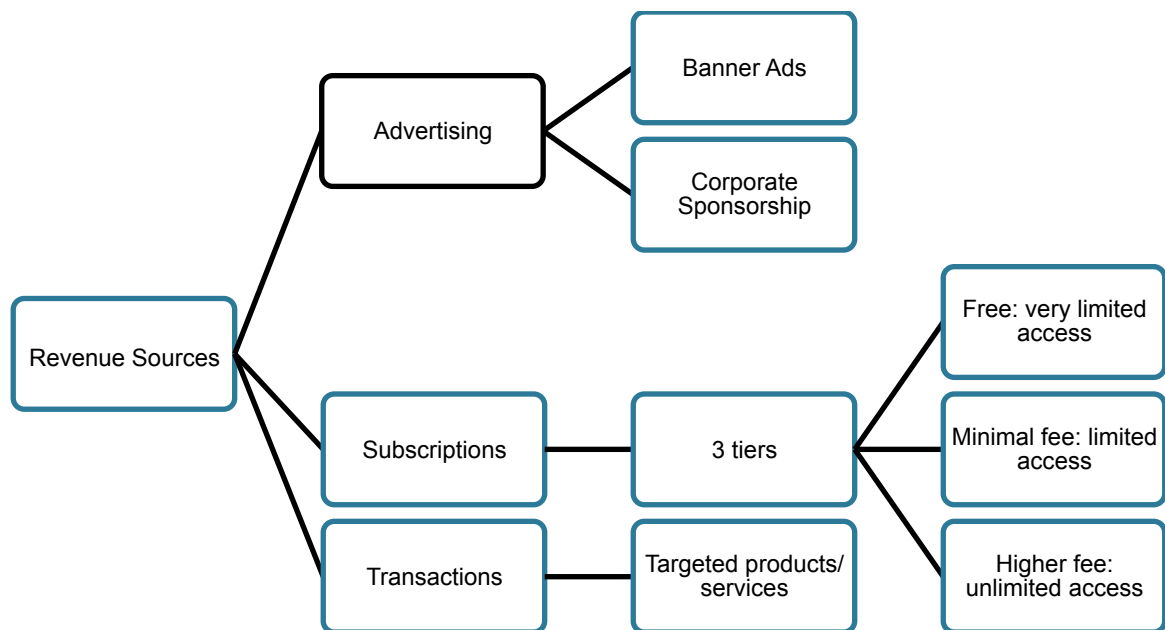 Banner Ads
Advertising
Corporate
Sponsorship
Revenue Sources
Free: very limited
access
Subscriptions
3 tiers
Minimal fee: limited
access
Transactions
Targeted products/
services
Higher fee:
unlimited access